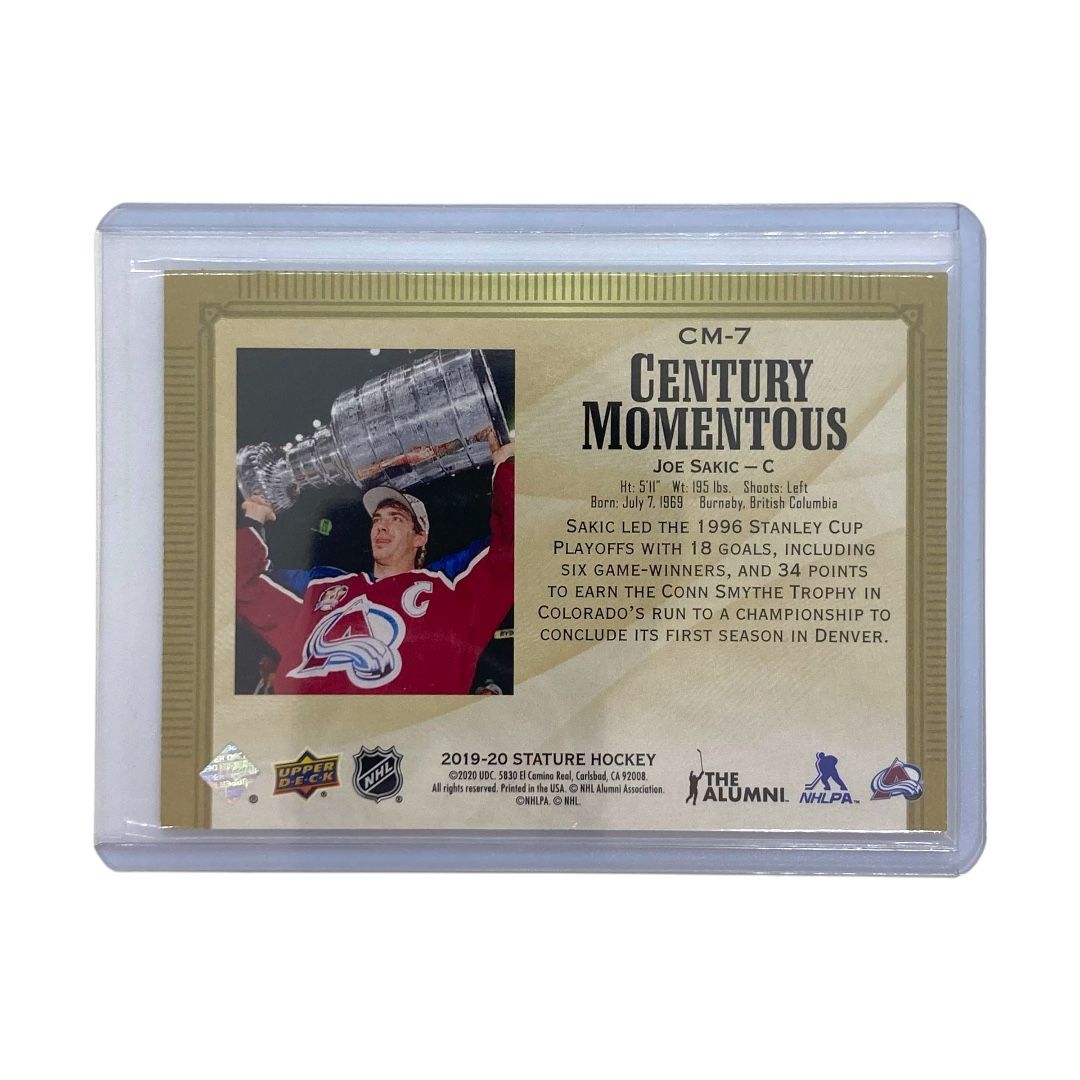 CM-7
CENTURY
MOMENTOUS
JOE SAKIC – C
Ht: 5'11" Wt: 195 lbs. Shoots: Left
Born: July 7, 1969 Burnaby, British Columbia
SAKIC LED THE 1996 STANLEY CUP
PLAYOFFS WITH 18 GOALS, INCLUDING
SIX GAME-WINNERS, AND 34 POINTS
TO EARN THE CONN SMYTHE TROPHY IN
COLORADO'S RUN TO A CHAMPIONSHIP TO
CONCLUDE ITS FIRST SEASON IN DENVER.
C
UPPER
D·E·C·K
®
NHL
®
2019-20 STATURE HOCKEY
©2020 UDC. 5830 El Camino Real, Carlsbad, CA 92008.
All rights reserved. Printed in the USA. © NHL Alumni Association.
©NHLPA. © NHL.
THE
ALUMNI™
NHLPA™